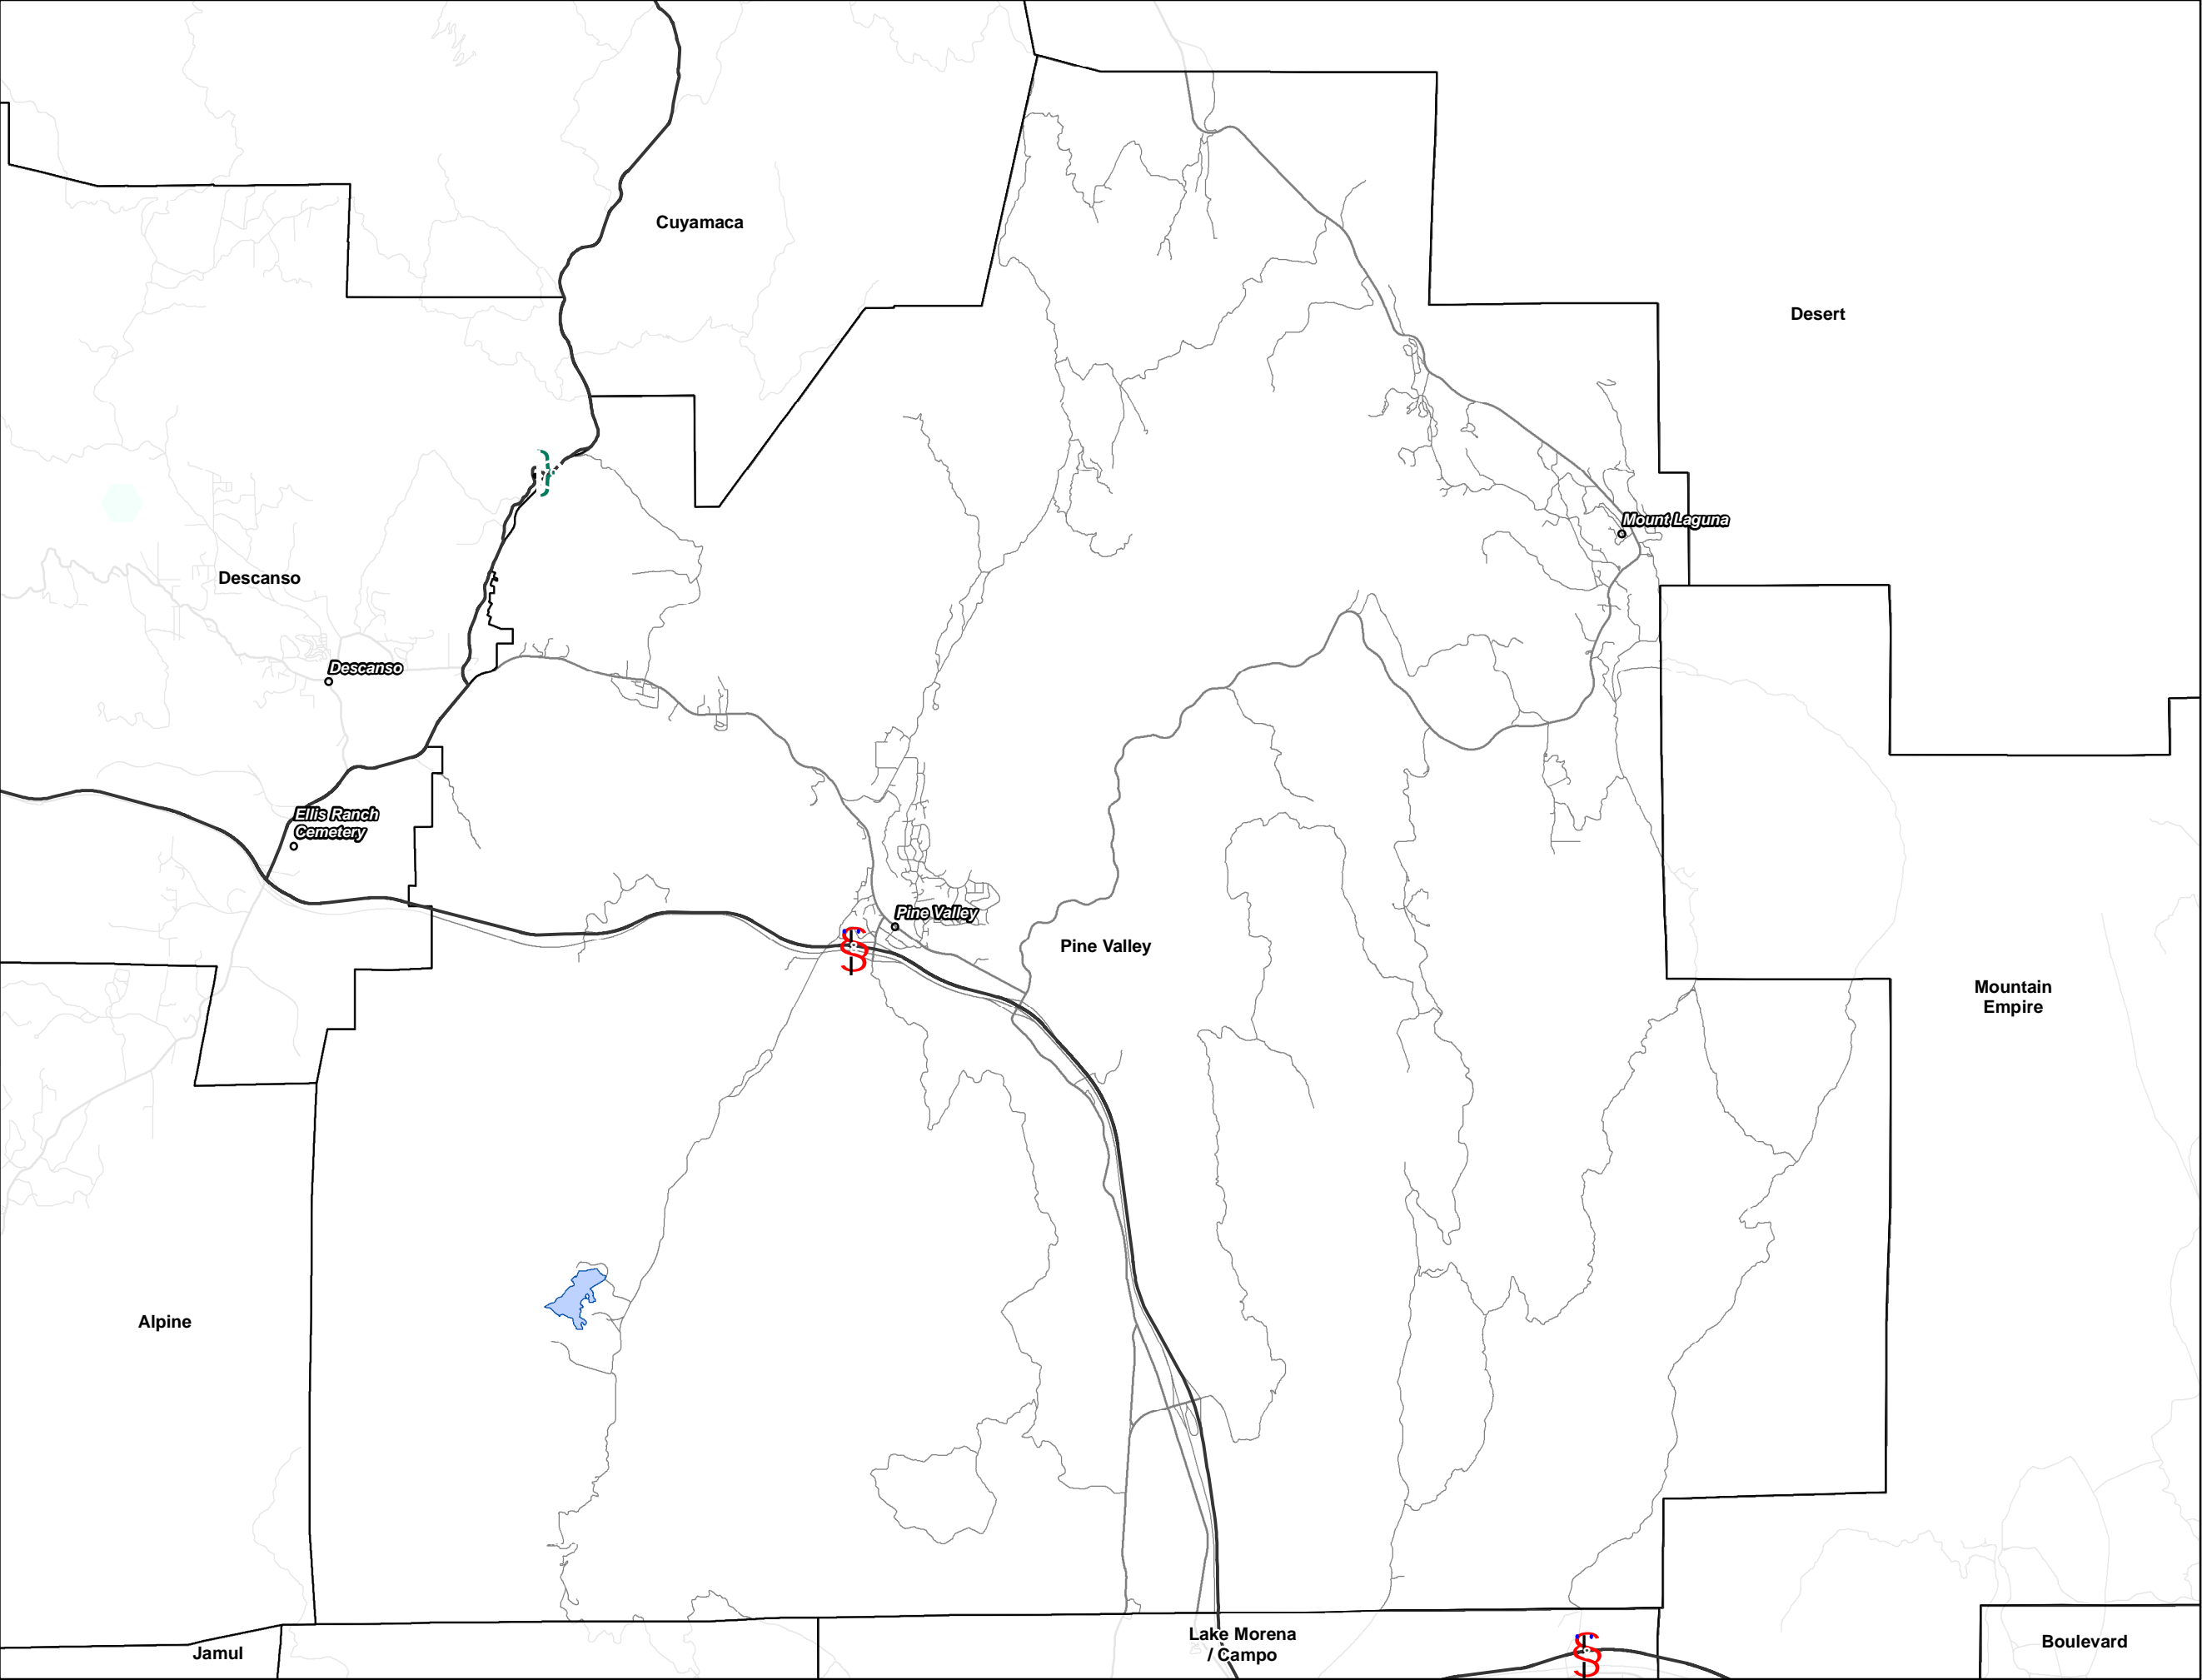 Cuyamaca
Desert
Mount Laguna
Descanso
Descanso
Ellis Ranch
Cemetery
Pine Valley
Pine Valley
Mountain
Empire
Alpine
Lake Morena
/ Campo
Boulevard
Jamul